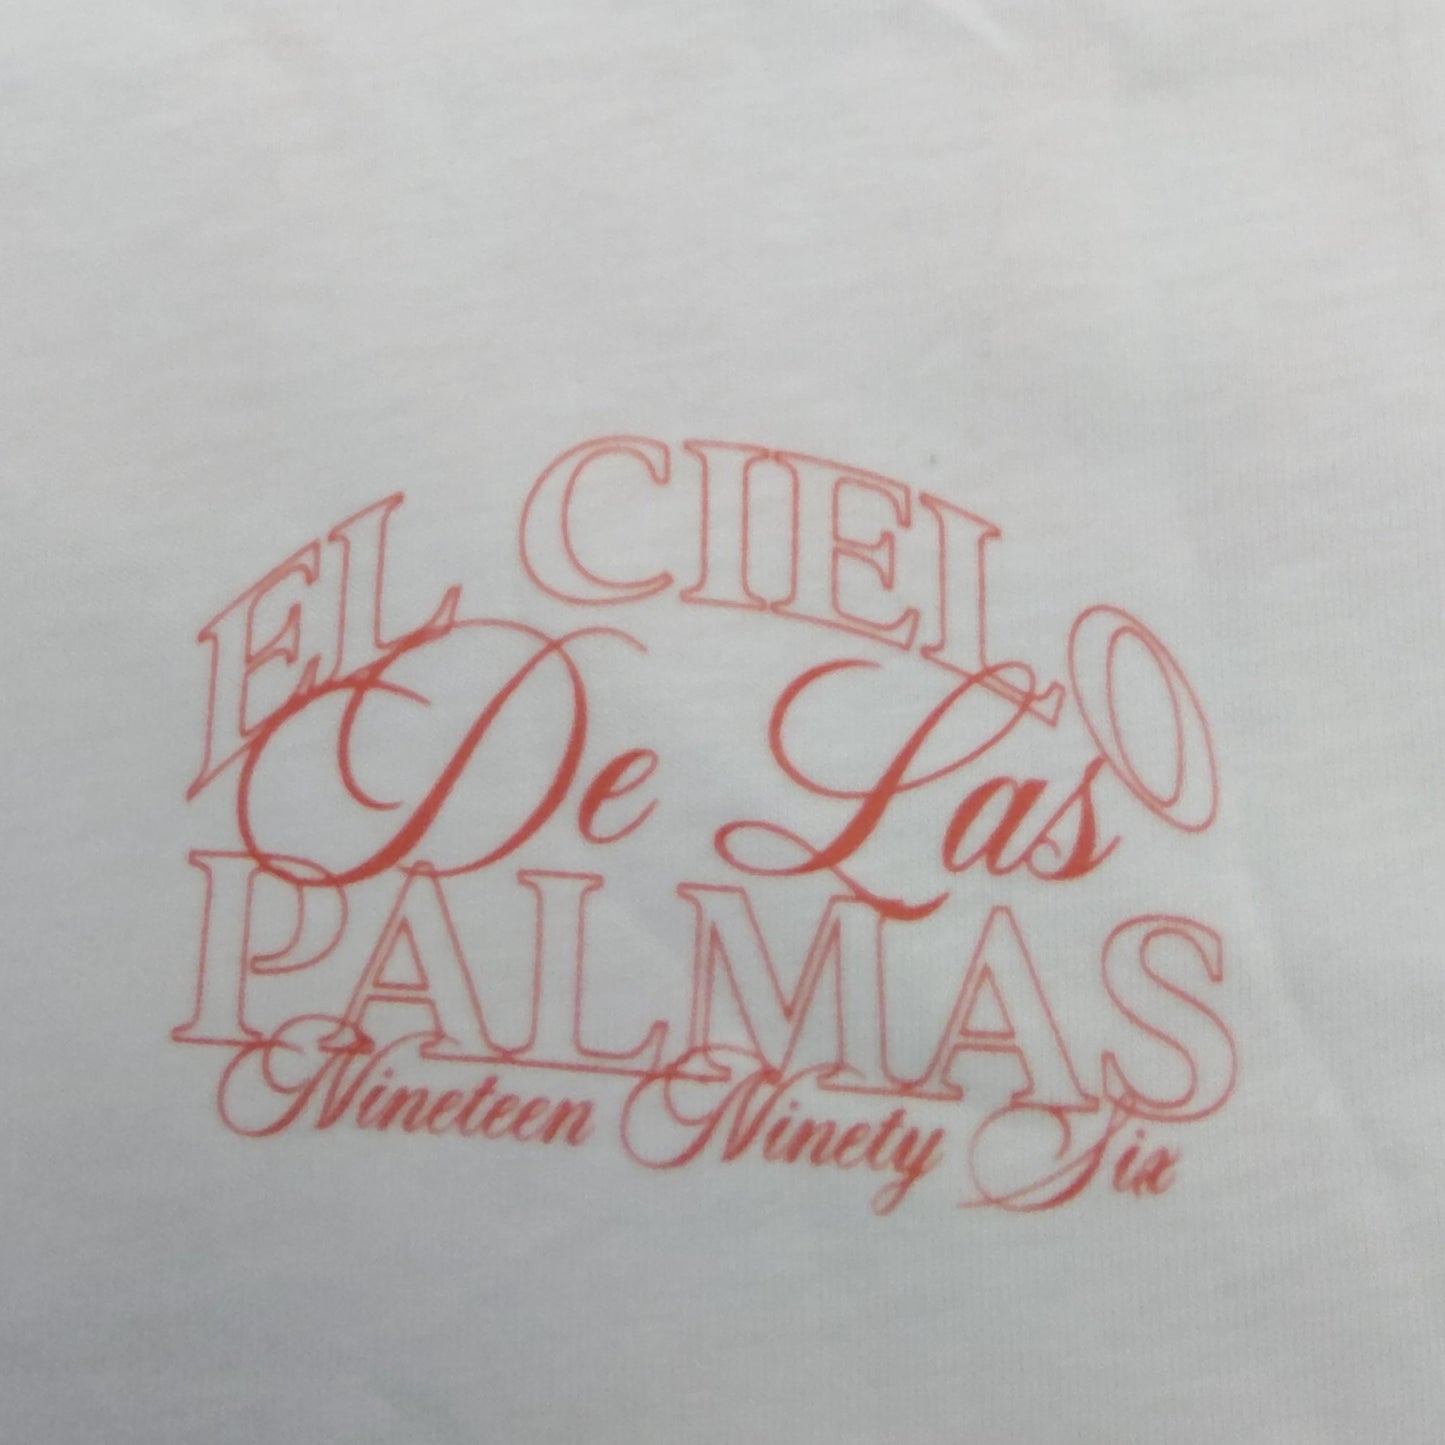 EL CIELO
De Las
PALMAS
Nineteen Ninety Six